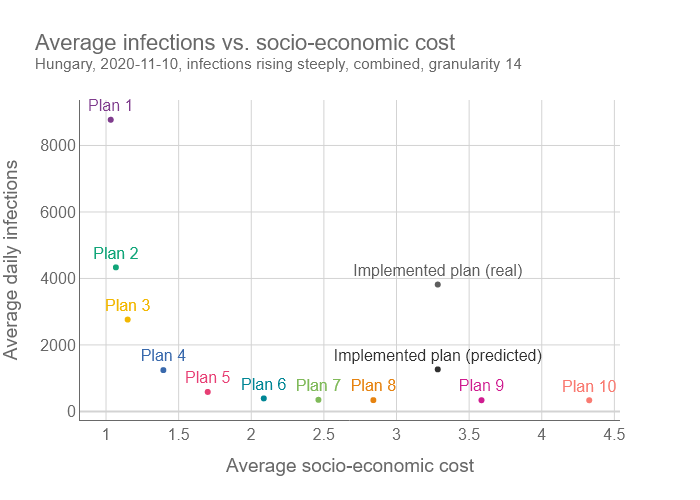 Average infections vs. socio-economic cost
Hungary, 2020-11-10, infections rising steeply, combined, granularity 14
Average daily infections
8000
6000
4000
2000
0
Plan 1
Plan 2
Plan 3
Plan 4
Plan 5
Plan 6
Plan 7
Plan 8
Plan 9
Plan 10
Implemented plan (real)
Implemented plan (predicted)
1
1.5
2
2.5
3
3.5
4
4.5
Average socio-economic cost